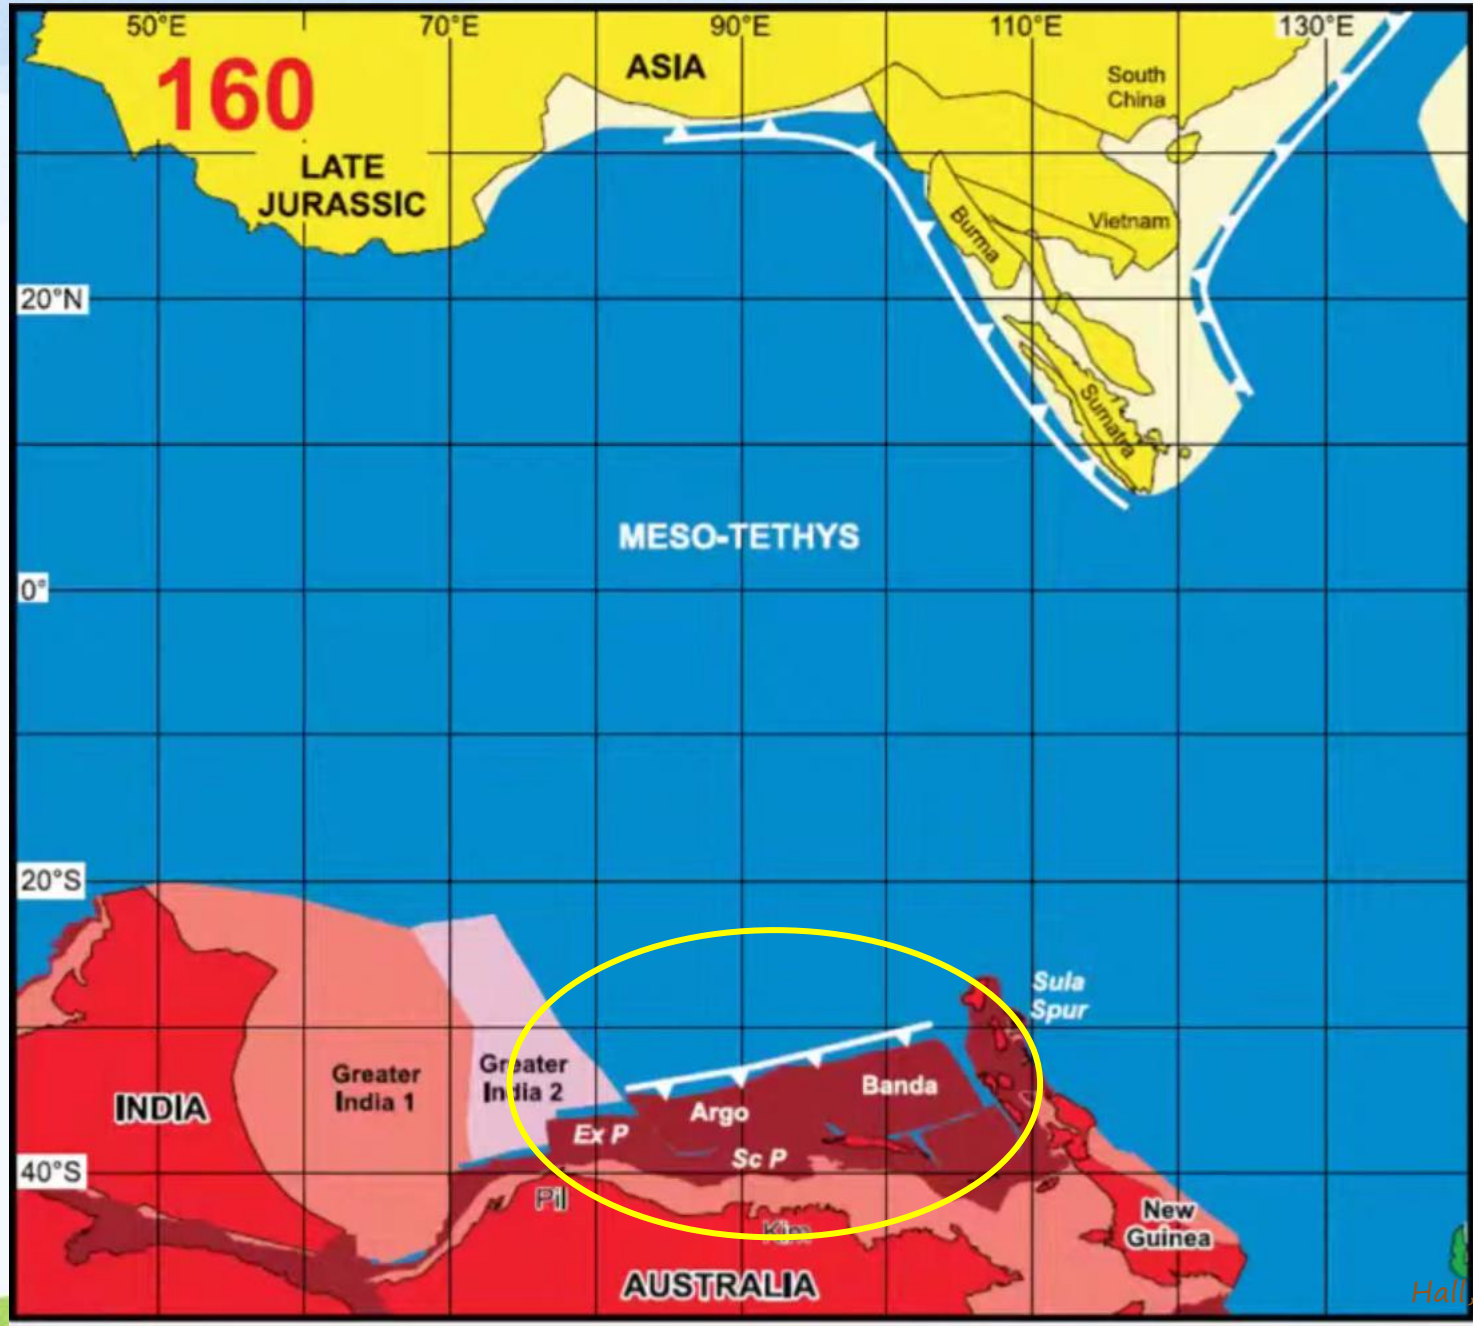 50°E
70°E
90°E
110°E
130°E
160
LATE
JURASSIC
ASIA
South
China
Burma
Vietnam
20°N
Sumatra
MESO-TETHYS
0°
20°S
Sula
Spur
INDIA
Greater
India 1
Greater
India 2
Ex P
Argo
Banda
Sc P
40°S
Pil
Kim
New
Guinea
AUSTRALIA
Hall,